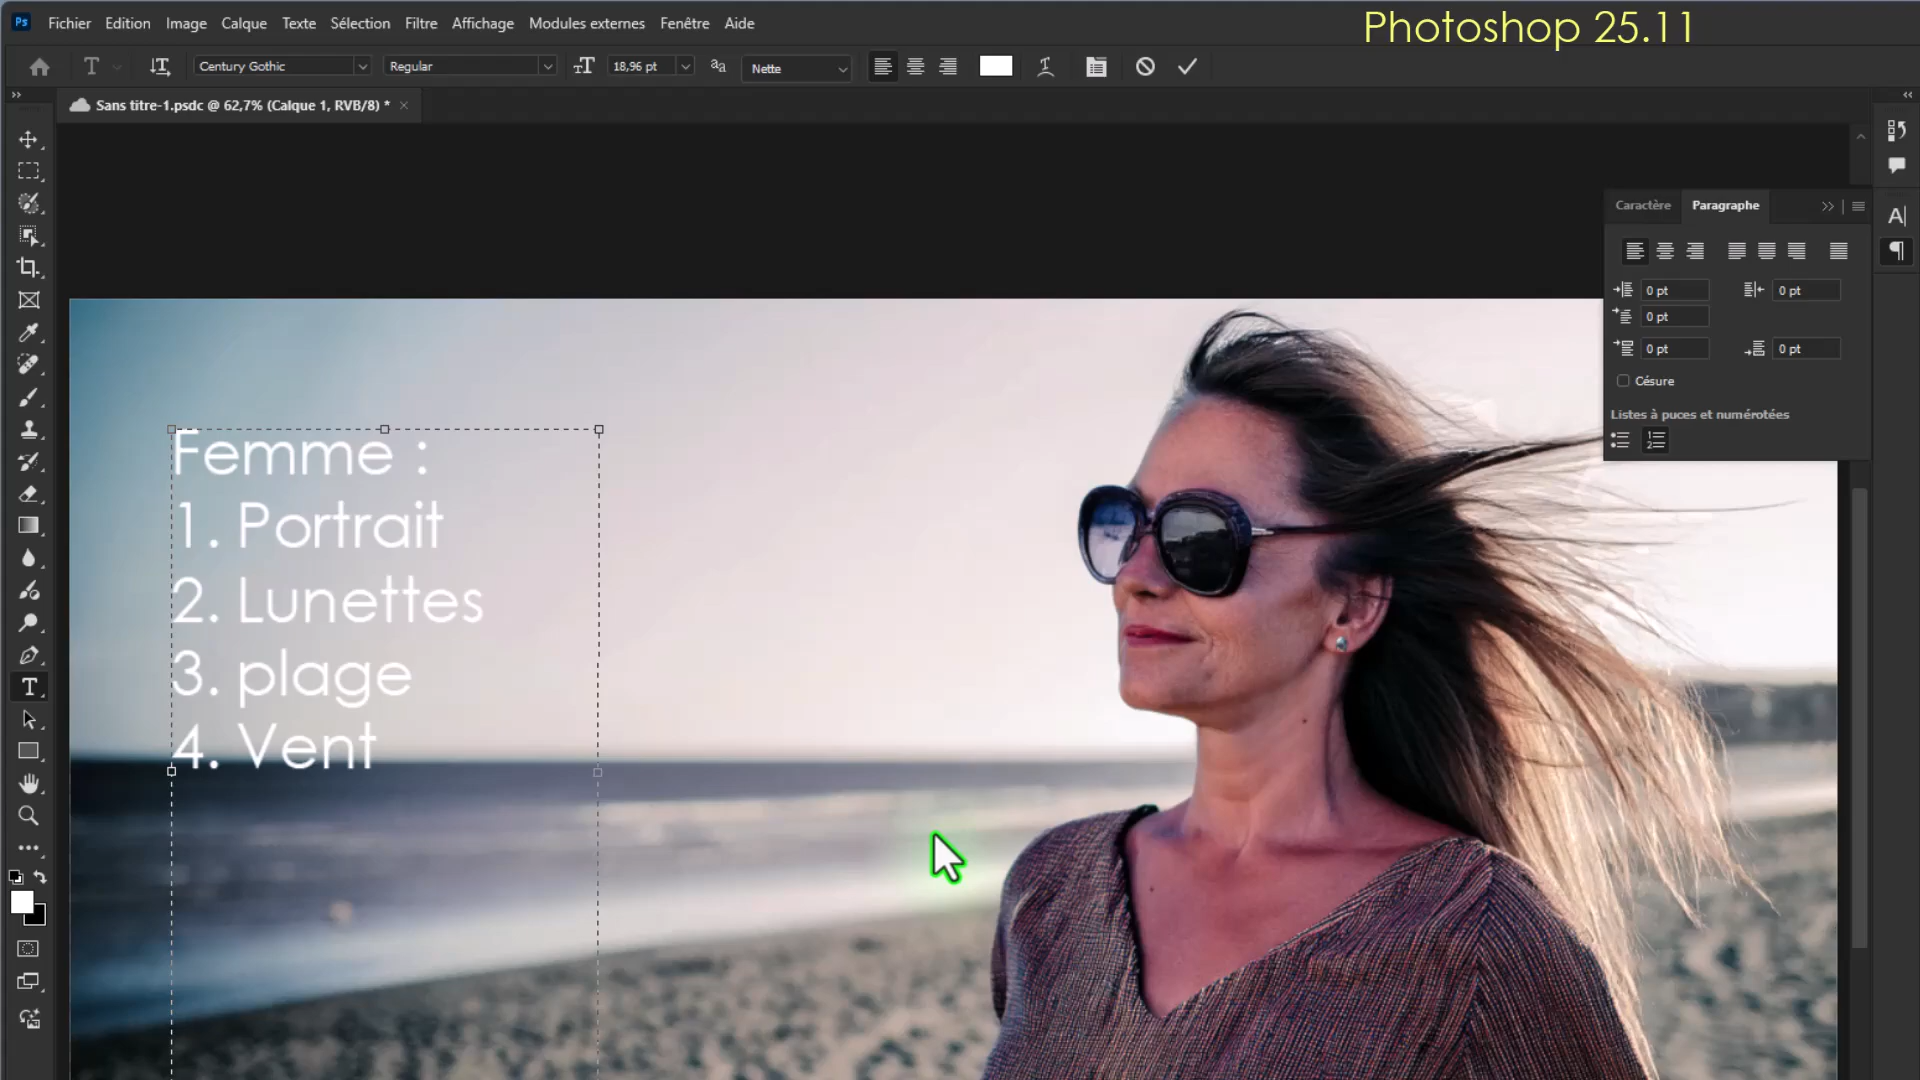 Photoshop 25.11
Ps Fichier Edition Image Calque Texte Sélection Filtre Affichage Modules externes Fenêtre Aide
Century Gothic Regular 18,96 pt aa Nette
Sans titre-1.psdc @ 62,7% (Calque 1, RVB/8) *
Caractère Paragraphe
0 pt 0 pt
0 pt
0 pt 0 pt
Césure
Listes à puces et numérotées
Femme :
1. Portrait
2. Lunettes
3. plage
4. Vent